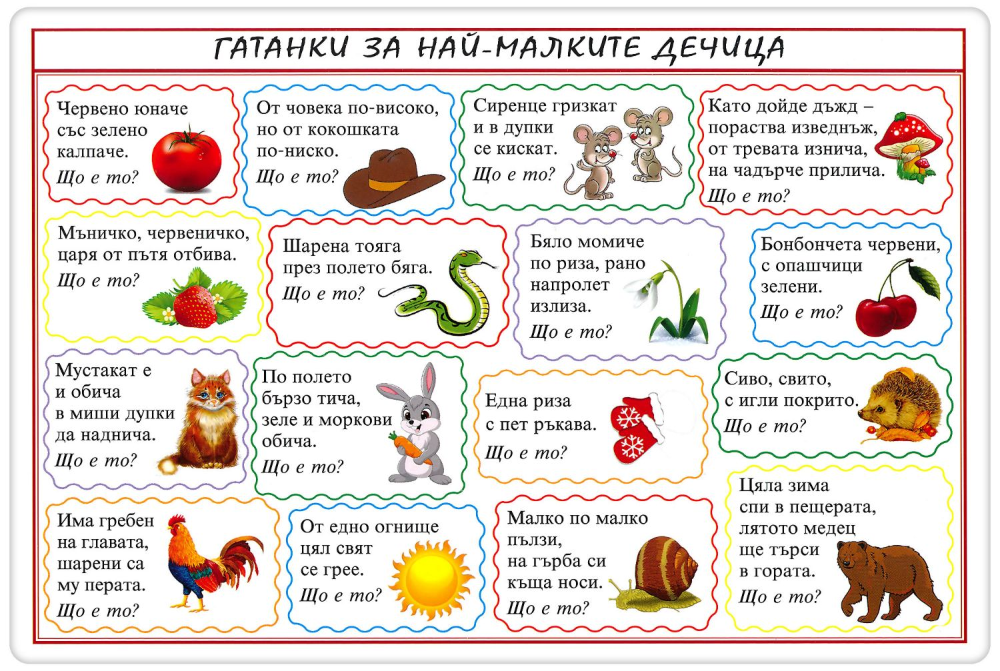 ГАТАНКИ ЗА НАЙ-МАЛКИТЕ ДЕЧИЦА
Червено юначе
със зелено
калпаче.
Що е то?
От човека по-високо,
но от кокошката
по-ниско.
Що е то?
Сиренце гризкат
и в дупки
се кискат.
Що е то?
Като дойде дъжд –
пораства изведнъж,
от тревата изнича,
на чадърче прилича.
Що е то?
Мъничко, червеничко,
царя от пътя отбива.
Що е то?
Шарена тояга
през полето бяга.
Що е то?
Бяло момиче
по риза, рано
напролет
излиза.
Що е то?
Бонбончета червени,
с опашчици
зелени.
Що е то?
Мустакат е
и обича
в миши дупки
да наднича.
Що е то?
По полето
бързо тича,
зеле и моркови
обича.
Що е то?
Една риза
с пет ръкава.
Що е то?
Сиво, свито,
с игли покрито.
Що е то?
Има гребен
на главата,
шарени са
му перата.
Що е то?
От едно огнище
цял свят
се грее.
Що е то?
Малко по малко
пълзи,
на гърба си
къща носи.
Що е то?
Цяла зима
спи в пещерата,
лятото медец
ще търси
в гората.
Що е то?